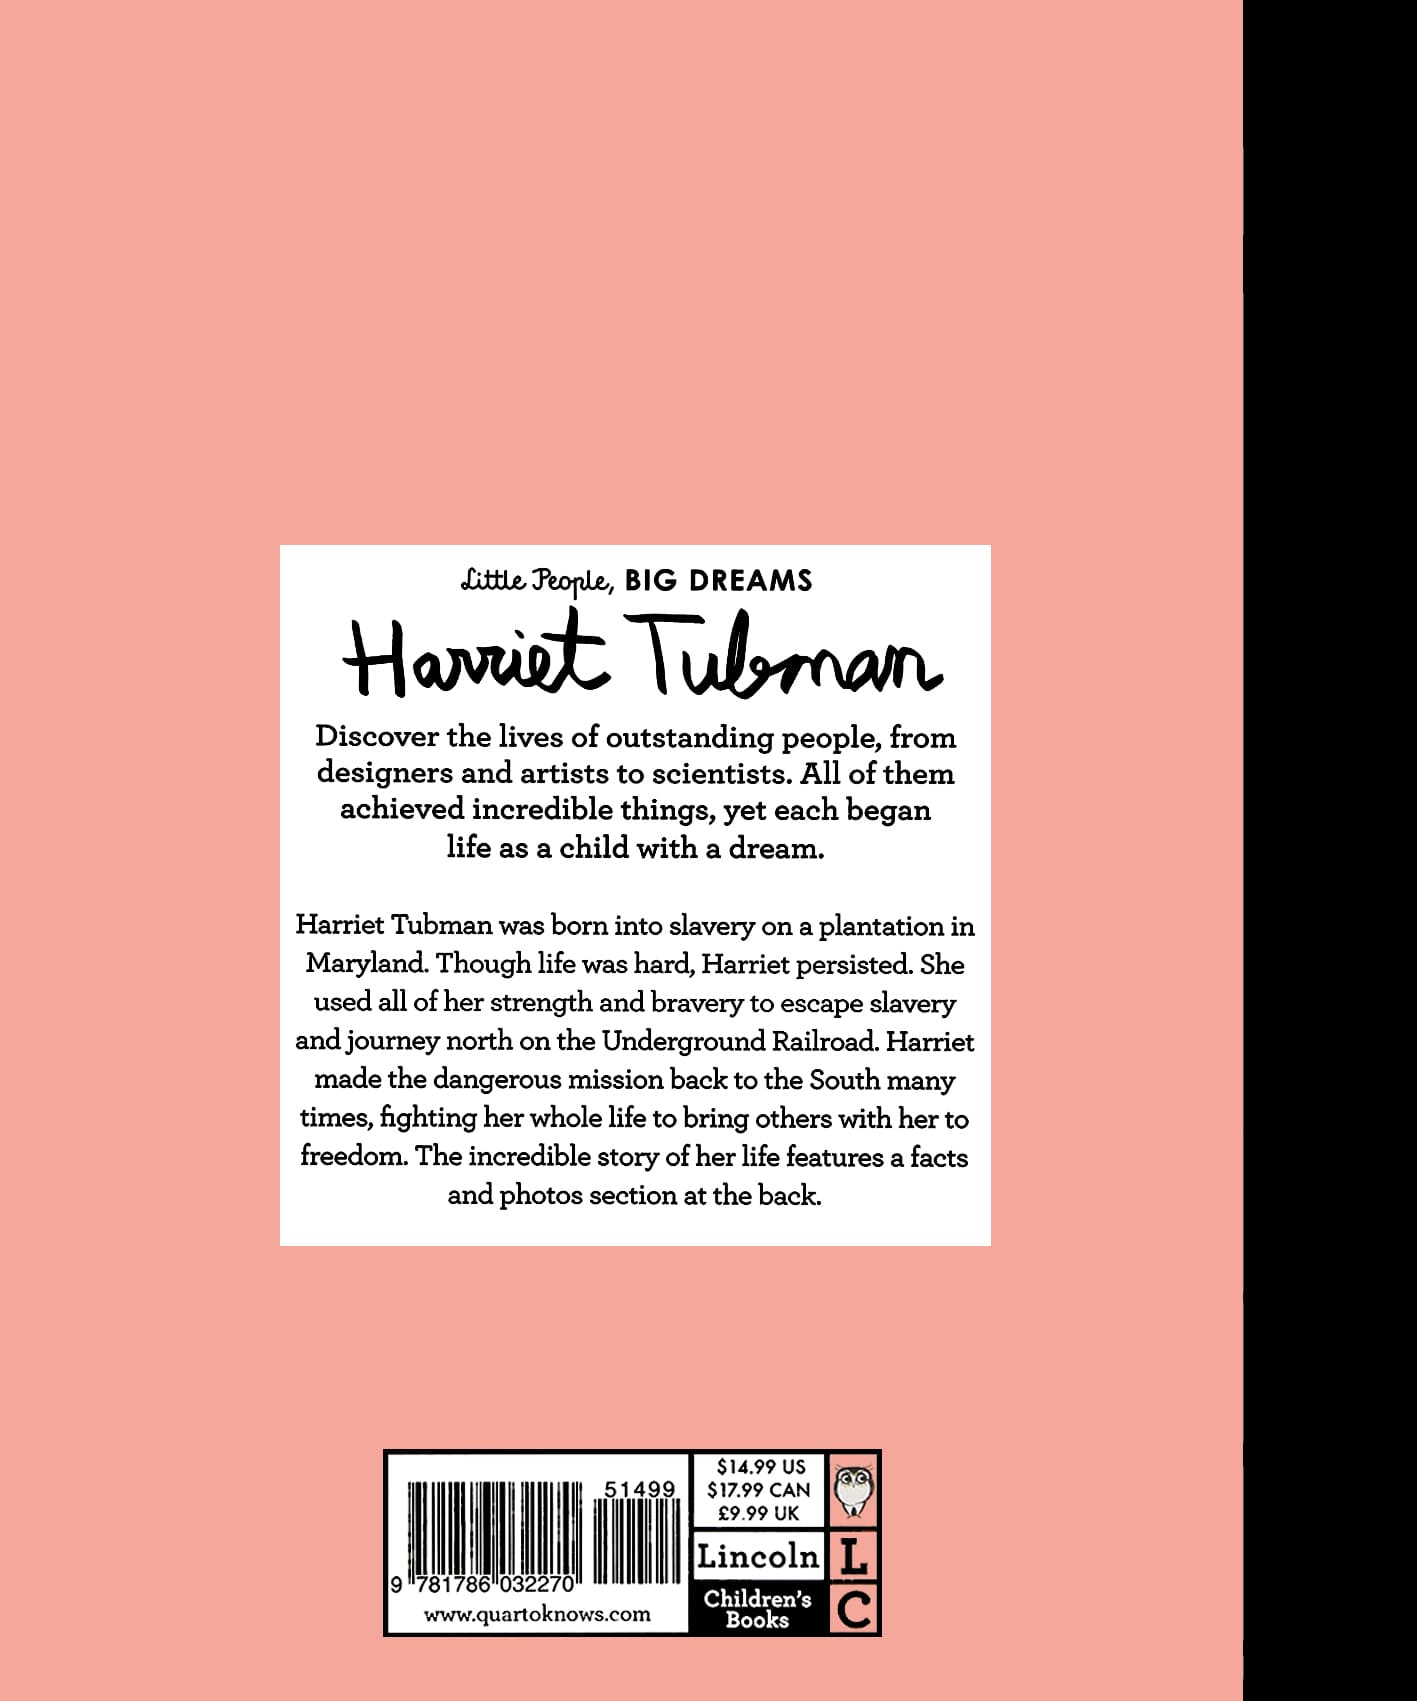 Little People, BIG DREAMS
Harriet Tubman
Discover the lives of outstanding people, from
designers and artists to scientists. All of them
achieved incredible things, yet each began
life as a child with a dream.
Harriet Tubman was born into slavery on a plantation in
Maryland. Though life was hard, Harriet persisted. She
used all of her strength and bravery to escape slavery
and journey north on the Underground Railroad. Harriet
made the dangerous mission back to the South many
times, fighting her whole life to bring others with her to
freedom. The incredible story of her life features a facts
and photos section at the back.
51499
9 781786 032270
www.quartoknows.com
$14.99 US
$17.99 CAN
£9.99 UK
Lincoln
Children's
Books
L
C